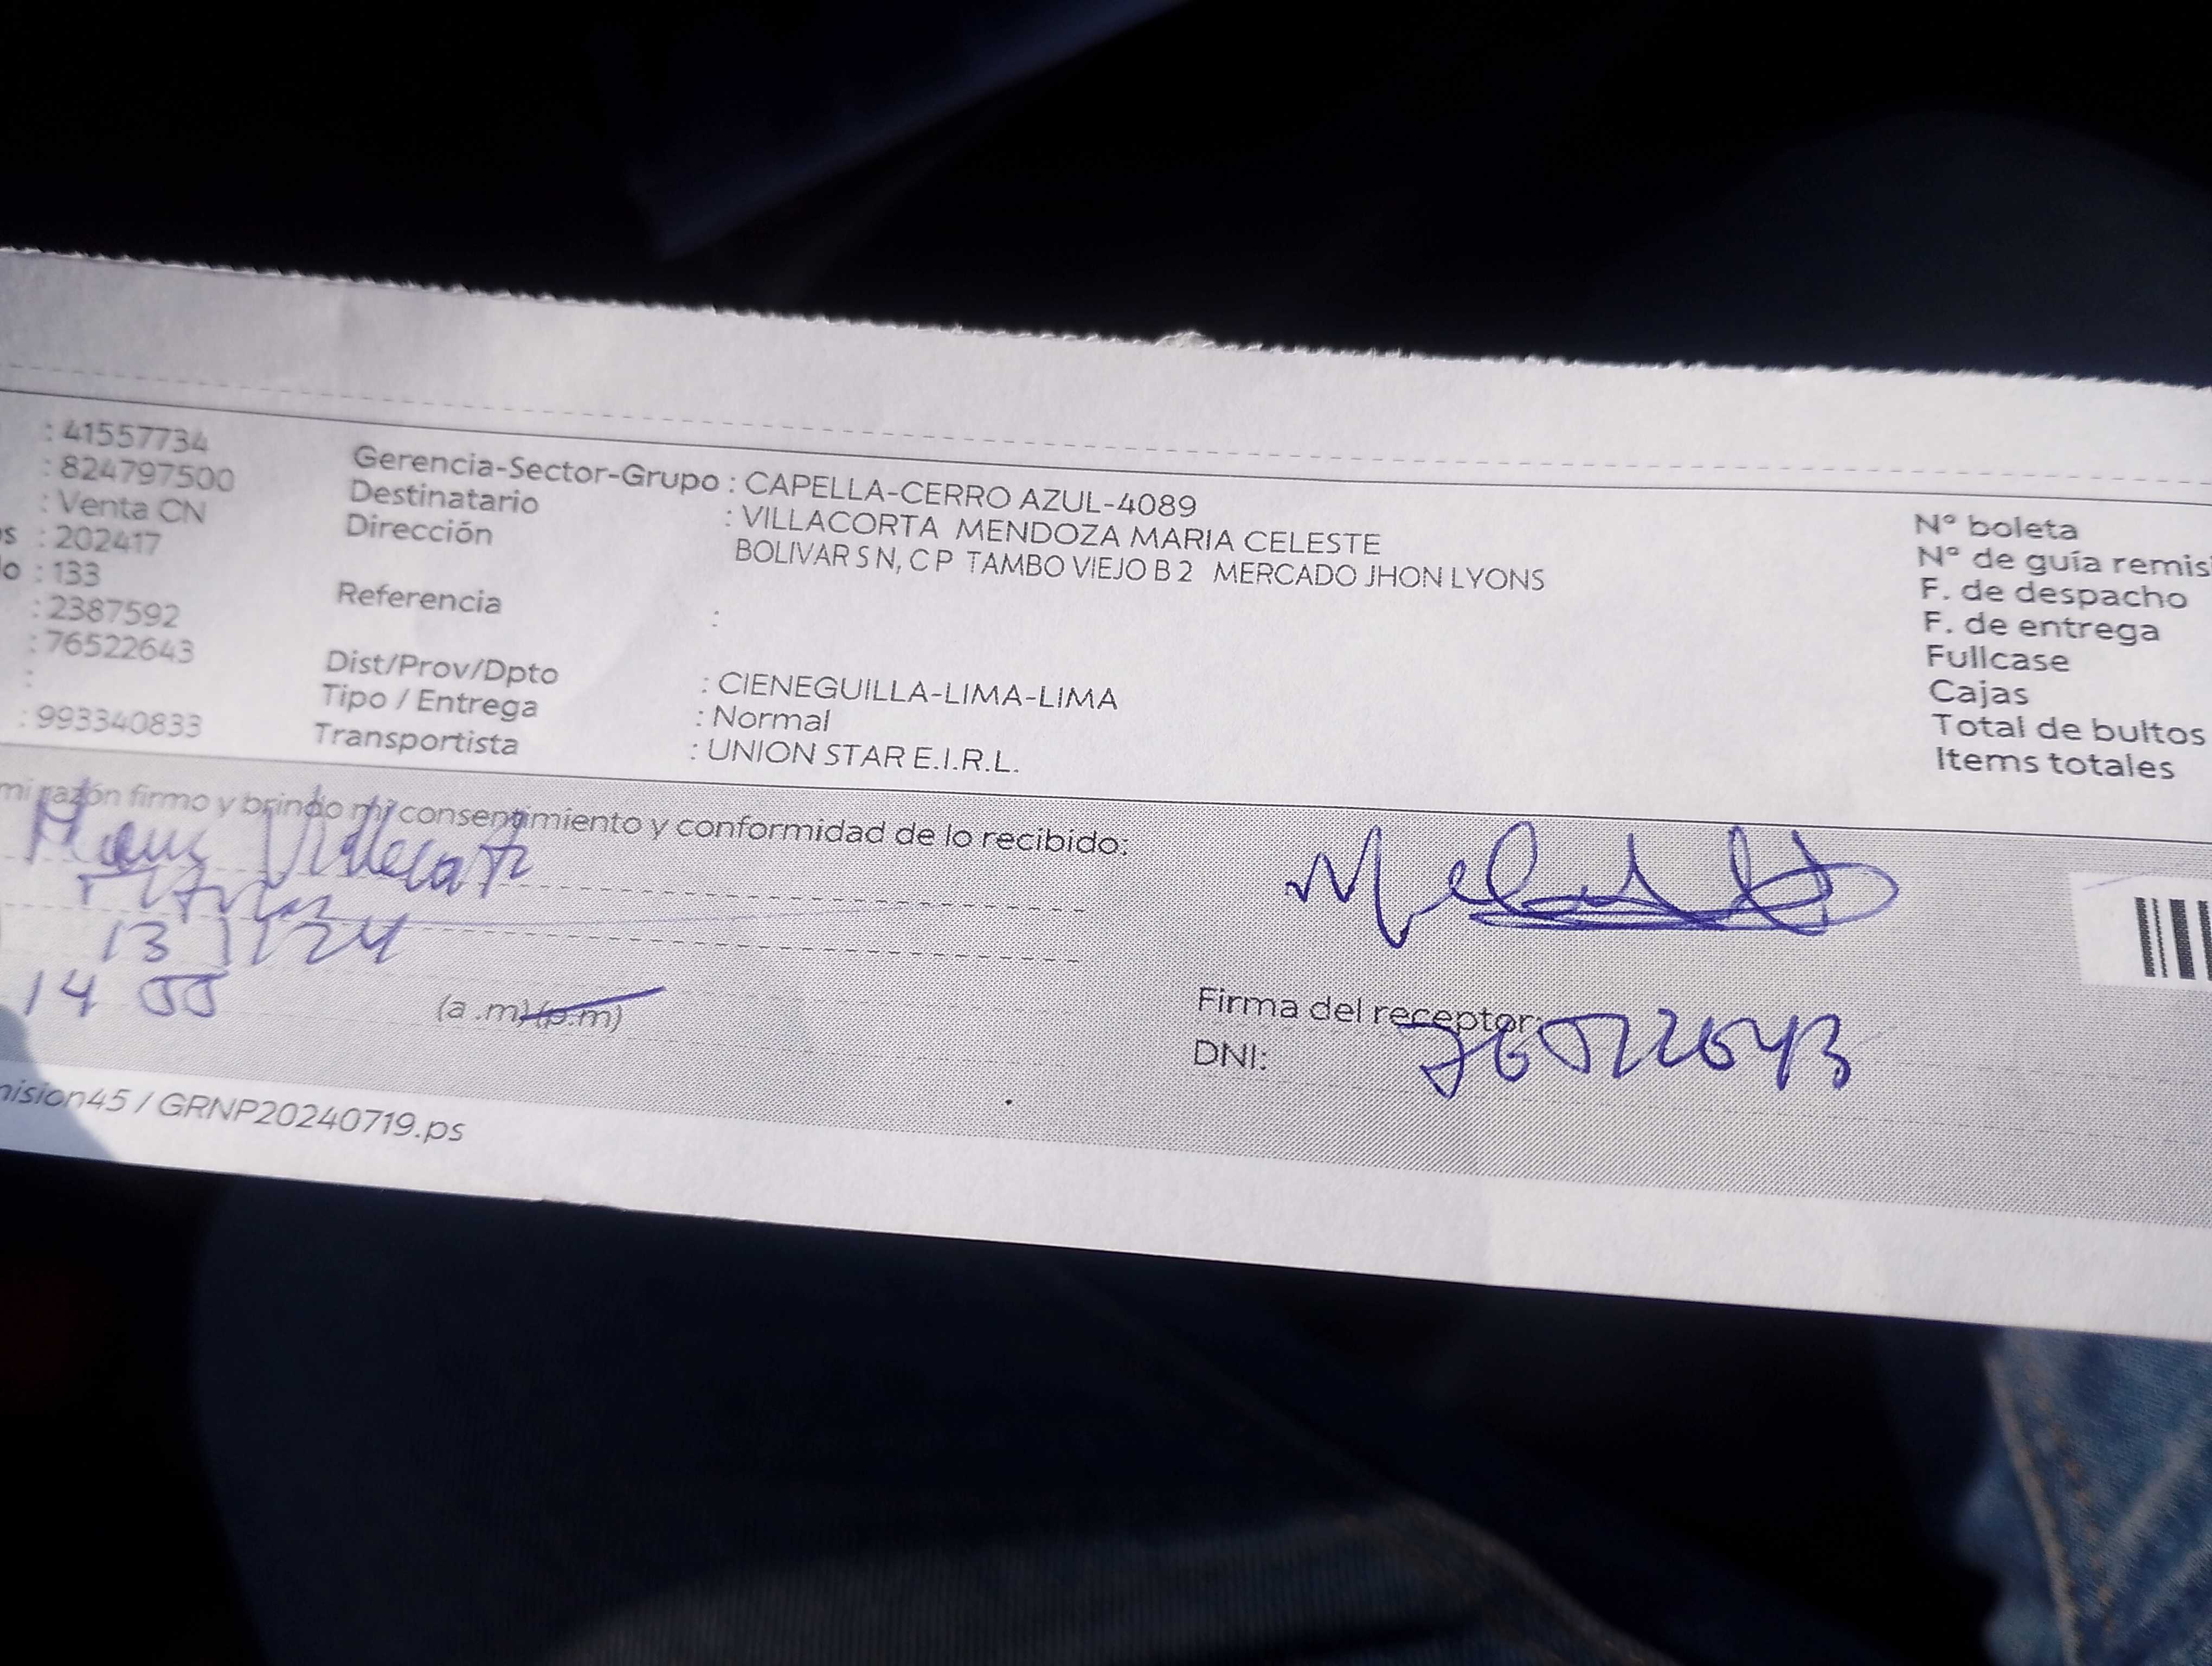 : 41557734
: 824797500
: Venta CN
s : 202417
o : 133
: 2387592
: 76522643
:
: 993340833
Gerencia-Sector-Grupo : CAPELLA-CERRO AZUL-4089
Destinatario : VILLACORTA MENDOZA MARIA CELESTE
Dirección BOLIVAR S N, C P TAMBO VIEJO B 2 MERCADO JHON LYONS
Referencia :
Dist/Prov/Dpto : CIENEGUILLA-LIMA-LIMA
Tipo / Entrega : Normal
Transportista : UNION STAR E.I.R.L.
N° boleta
N° de guía remis
F. de despacho
F. de entrega
Fullcase
Cajas
Total de bultos
Items totales
mi razón firmo y brindo mi consentimiento y conformidad de lo recibido:
14 00 (a .m) (p.m)
Firma del receptor:
DNI: 76522643
nision45 / GRNP20240719.ps